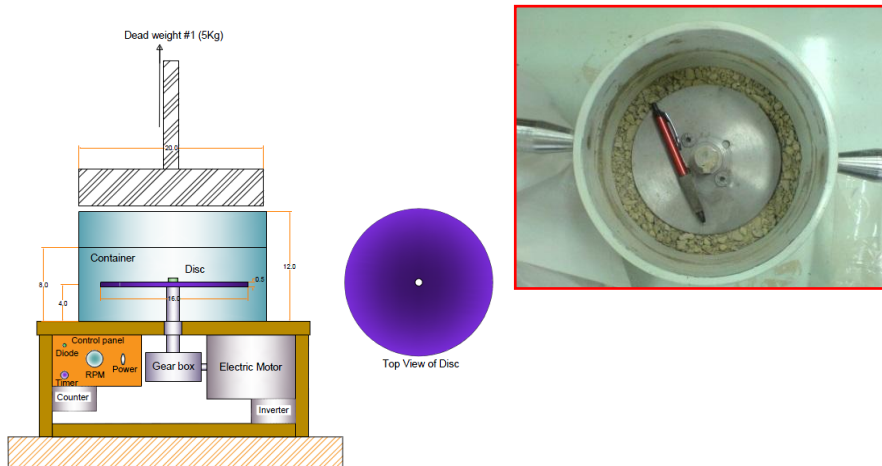 Dead weight #1 (5Kg)
20.0
Container
Disc
0.5
12.0
8.0
4.0
16.0
Control panel
Diode
RPM
Power
Timer
Counter
Gear box
Electric Motor
Inverter
Top View of Disc